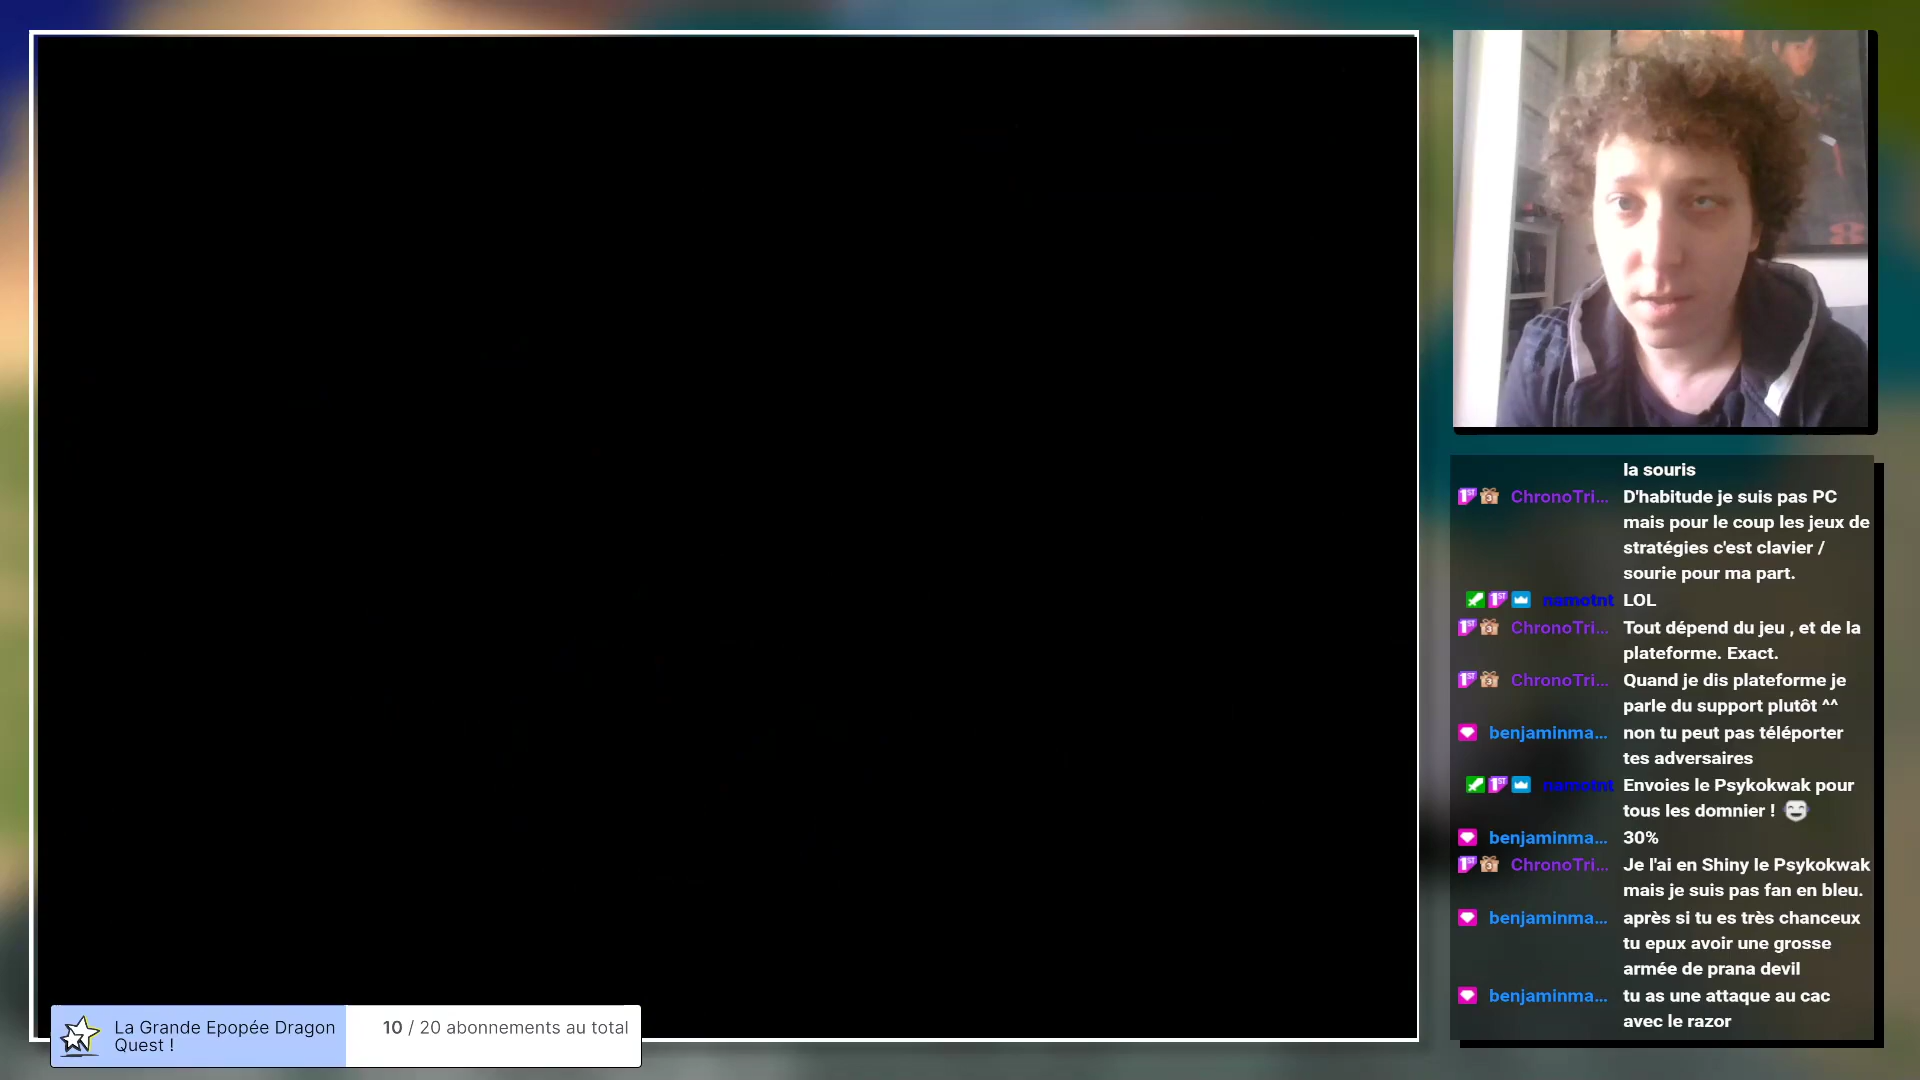 la souris
ChronoTri... D'habitude je suis pas PC
mais pour le coup les jeux de
stratégies c'est clavier /
sourie pour ma part.
namotnt LOL
ChronoTri... Tout dépend du jeu , et de la
plateforme. Exact.
ChronoTri... Quand je dis plateforme je
parle du support plutôt ^^
benjaminma... non tu peut pas téléporter
tes adversaires
namotnt Envoies le Psykokwak pour
tous les domnier !
benjaminma... 30%
ChronoTri... Je l'ai en Shiny le Psykokwak
mais je suis pas fan en bleu.
benjaminma... après si tu es très chanceux
tu epux avoir une grosse
armée de prana devil
benjaminma... tu as une attaque au cac
avec le razor
La Grande Epopée Dragon
Quest !
10 / 20 abonnements au total